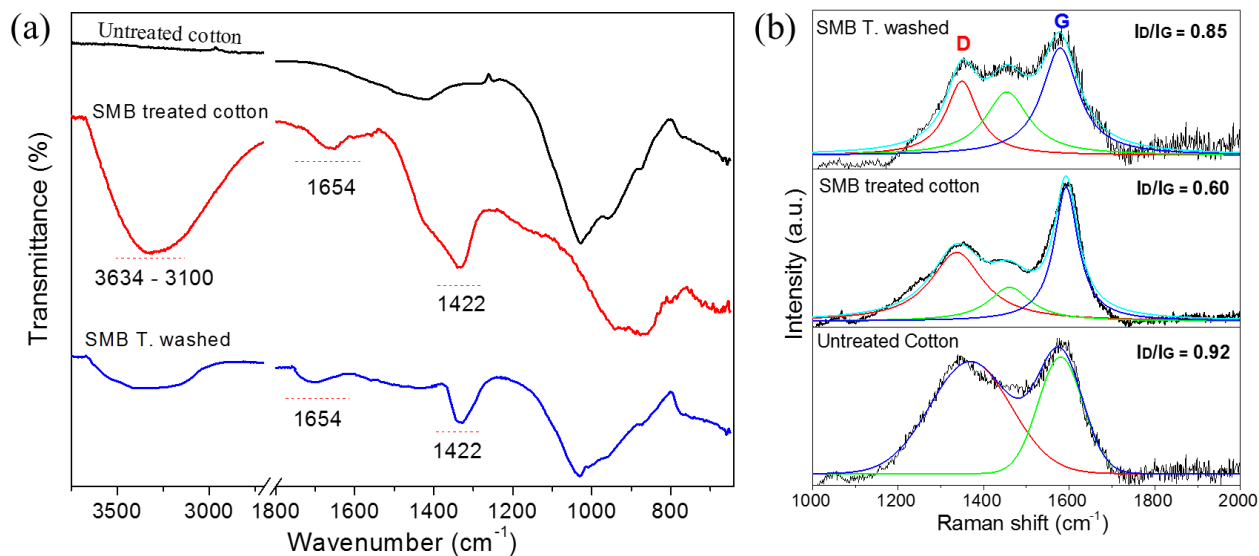 (a)
Untreated cotton
SMB treated cotton
1654
3634 - 3100
1422
SMB T. washed
1654
1422
Transmittance (%)
3500 3000 1800 1600 1400 1200 1000 800
Wavenumber (cm-1)
(b)
SMB T. washed
D
G
ID/IG = 0.85
SMB treated cotton
ID/IG = 0.60
Untreated Cotton
ID/IG = 0.92
Intensity (a.u.)
1000 1200 1400 1600 1800 2000
Raman shift (cm-1)